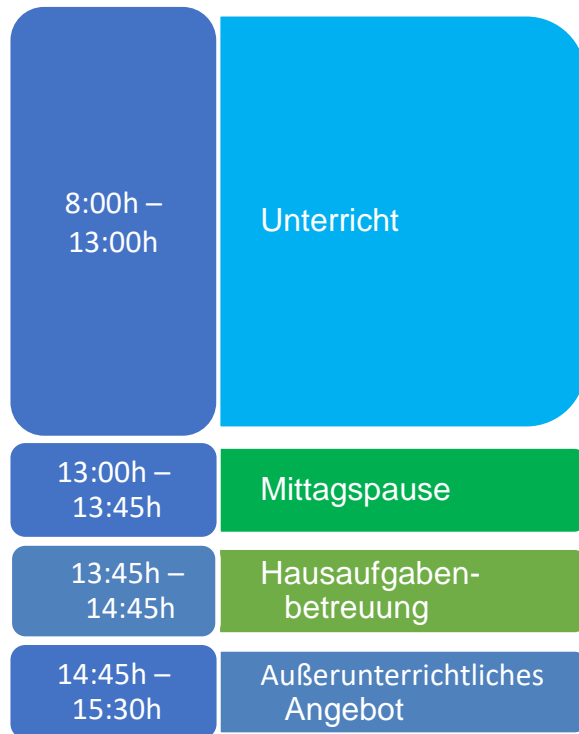 8:00h –
13:00h
Unterricht
13:00h –
13:45h
Mittagspause
13:45h –
14:45h
Hausaufgaben-
betreuung
14:45h –
15:30h
Außerunterrichtliches
Angebot